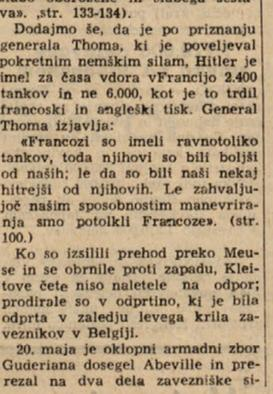 va». ,str. 133-134).
Dodajmo še, da je po priznanju
generala Thoma, ki je poveljeval
pokretnim nemškim silam, Hitler je
imel za časa vdora vFrancijo 2.400
tankov in ne 6.000, kot je to trdil
francoski in angleški tisk. General
Thoma izjavlja:
«Francozi so imeli ravnotoliko
tankov, toda njihovi so bili boljši
od naših; le da so bili naši nekaj
hitrejši od njihovih. Le zahvalju-
joč našim sposobnostim manevrira-
nja smo potolkli Francoze». (str.
100.)
Ko so izsilili prehod preko Meu-
se in se obrnile proti zapadu, Klei-
tove čete niso naletele na odpor;
prodirale so v odprtino, ki je bila
odprta v zaledju levega krila za-
veznikov v Belgiji.
20. maja je oklopni armadni zbor
Guderiana dosegel Abeville in pre-
rezal na dva dela zavezniške si-